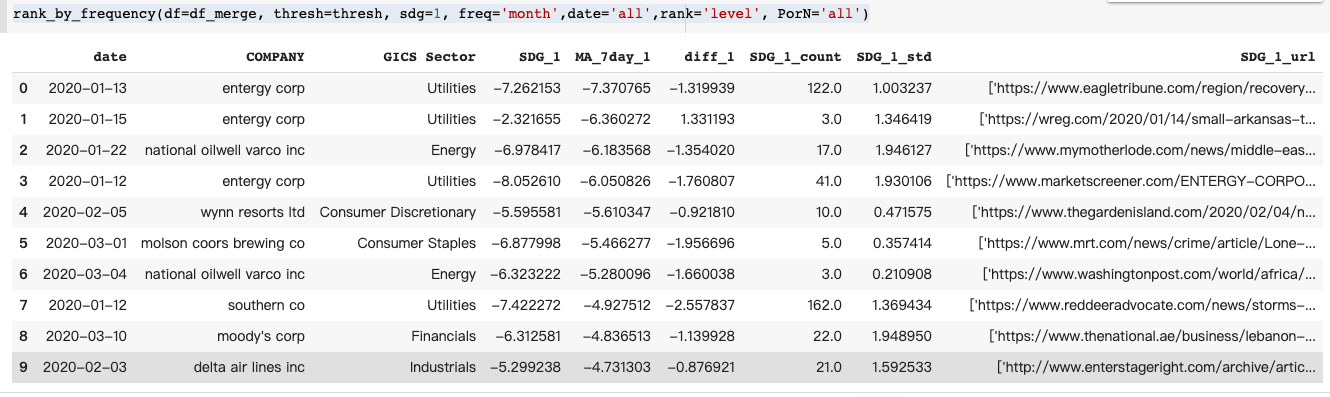 rank_by_frequency(df=df_merge, thresh=thresh, sdg=1, freq='month',date='all',rank='level', PorN='all')
date COMPANY GICS Sector SDG_1 MA_7day_1 diff_1 SDG_1_count SDG_1_std SDG_1_url
0 2020-01-13 entergy corp Utilities −7.262153 −7.370765 −1.319939 122.0 1.003237 ['https://www.eagletribune.com/region/recovery...
1 2020-01-15 entergy corp Utilities −2.321655 −6.360272 1.331193 3.0 1.346419 ['https://wreg.com/2020/01/14/small-arkansas-t...
2 2020-01-22 national oilwell varco inc Energy −6.978417 −6.183568 −1.354020 17.0 1.946127 ['https://www.mymotherlode.com/news/middle-eas...
3 2020-01-12 entergy corp Utilities −8.052610 −6.050826 −1.760807 41.0 1.930106 ['https://www.marketscreener.com/ENTERGY-CORPO...
4 2020-02-05 wynn resorts ltd Consumer Discretionary −5.595581 −5.610347 −0.921810 10.0 0.471575 ['https://www.thegardenisland.com/2020/02/04/n...
5 2020-03-01 molson coors brewing co Consumer Staples −6.877998 −5.466277 −1.956696 5.0 0.357414 ['https://www.mrt.com/news/crime/article/Lone-...
6 2020-03-04 national oilwell varco inc Energy −6.323222 −5.280096 −1.660038 3.0 0.210908 ['https://www.washingtonpost.com/world/africa/...
7 2020-01-12 southern co Utilities −7.422272 −4.927512 −2.557837 162.0 1.369434 ['https://www.reddeeradvocate.com/news/storms-...
8 2020-03-10 moody's corp Financials −6.312581 −4.836513 −1.139928 22.0 1.948950 ['https://www.thenational.ae/business/lebanon-...
9 2020-02-03 delta air lines inc Industrials −5.299238 −4.731303 −0.876921 21.0 1.592533 ['http://www.enterstageright.com/archive/artic...